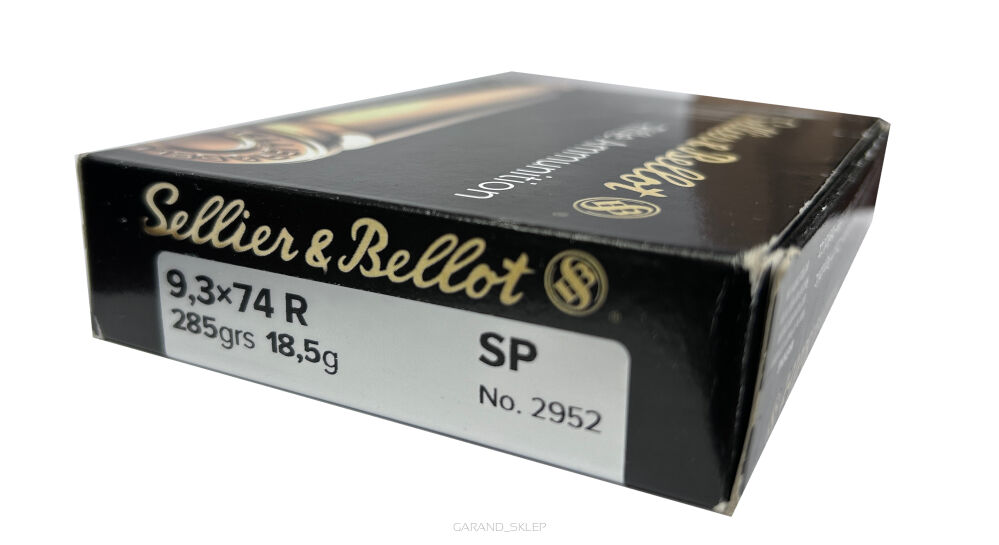 Sellier & Bellot
Rifle Ammunition
Sellier & Bellot
9,3×74 R
285grs 18,5g
SP
No. 2952
GARAND_SKLEP